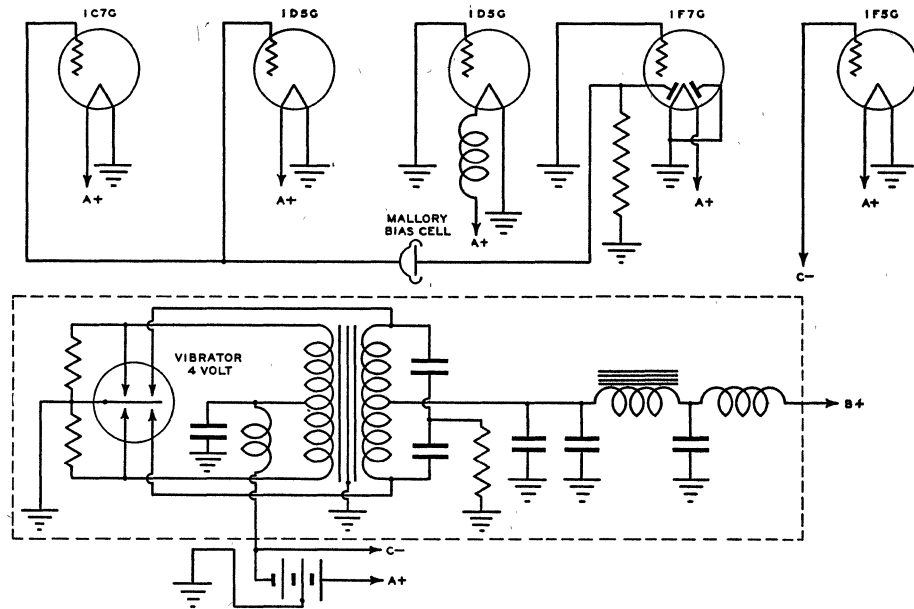 1C7G
1D5G
1D5G
1F7G
1F5G
A+
A+
A+
A+
A+
MALLORY
BIAS CELL
C-
VIBRATOR
4 VOLT
B+
C-
A+